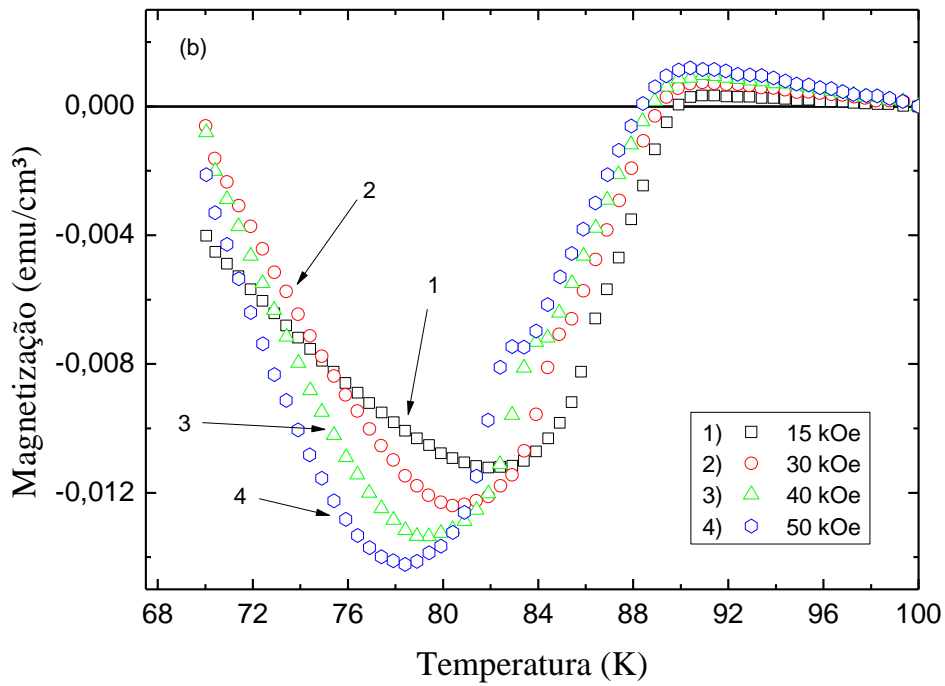 (b)
0,000
-0,004
-0,008
-0,012
Magnetização (emu/cm³)
2
1
3
4
1) 15 kOe
2) 30 kOe
3) 40 kOe
4) 50 kOe
68 72 76 80 84 88 92 96 100
Temperatura (K)